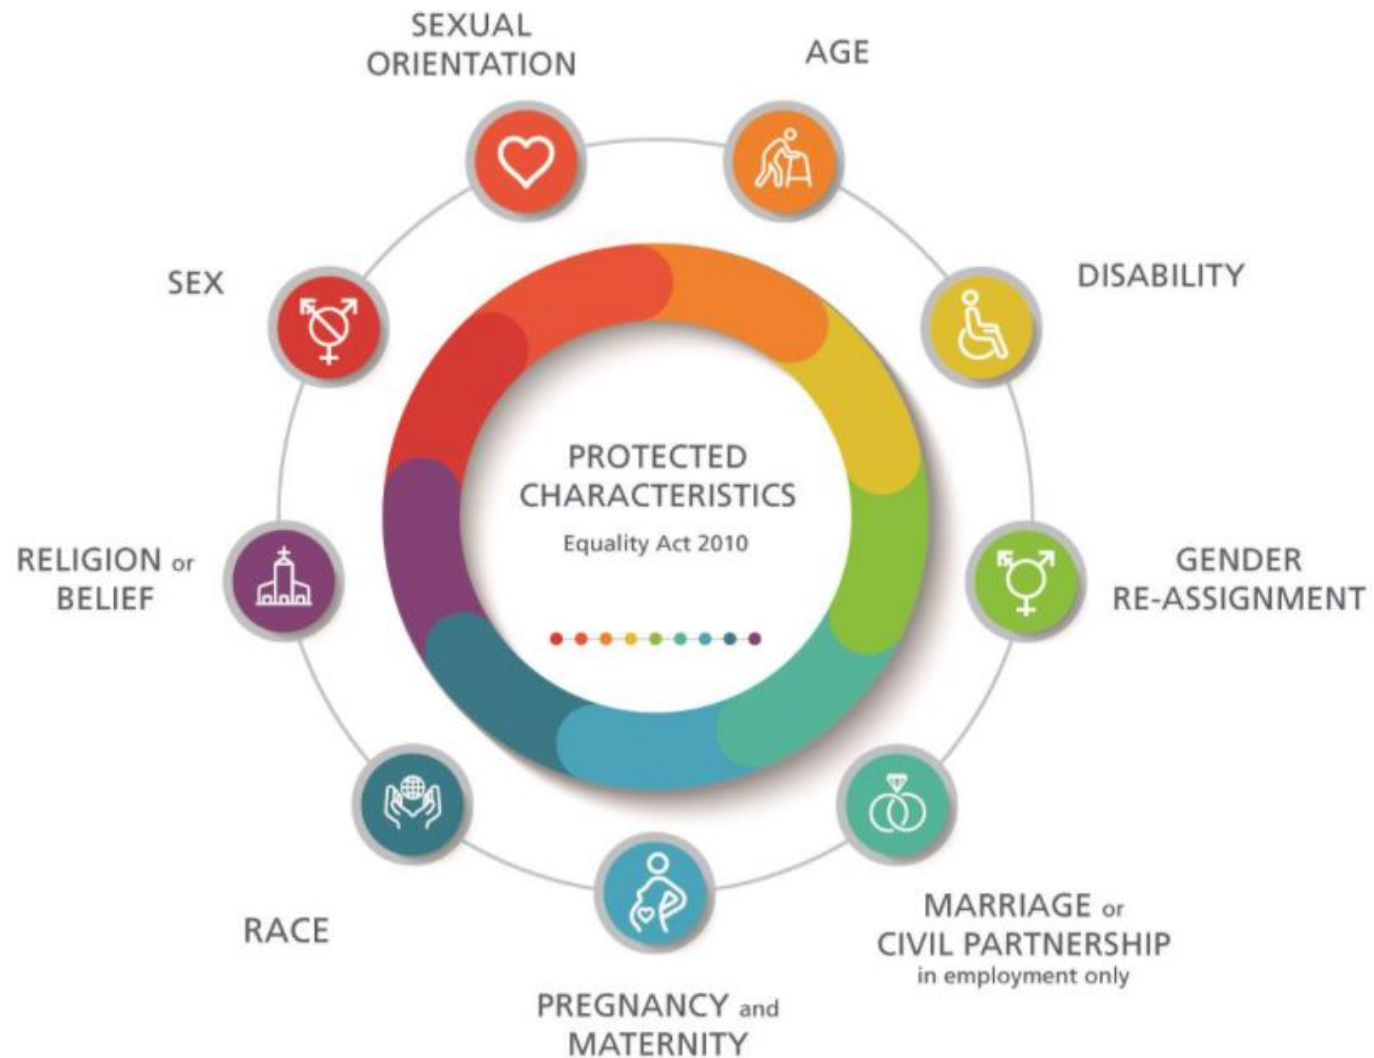 SEXUAL
ORIENTATION
AGE
SEX
DISABILITY
PROTECTED
CHARACTERISTICS
Equality Act 2010
RELIGION or
BELIEF
GENDER
RE-ASSIGNMENT
RACE
MARRIAGE or
CIVIL PARTNERSHIP
in employment only
PREGNANCY and
MATERNITY